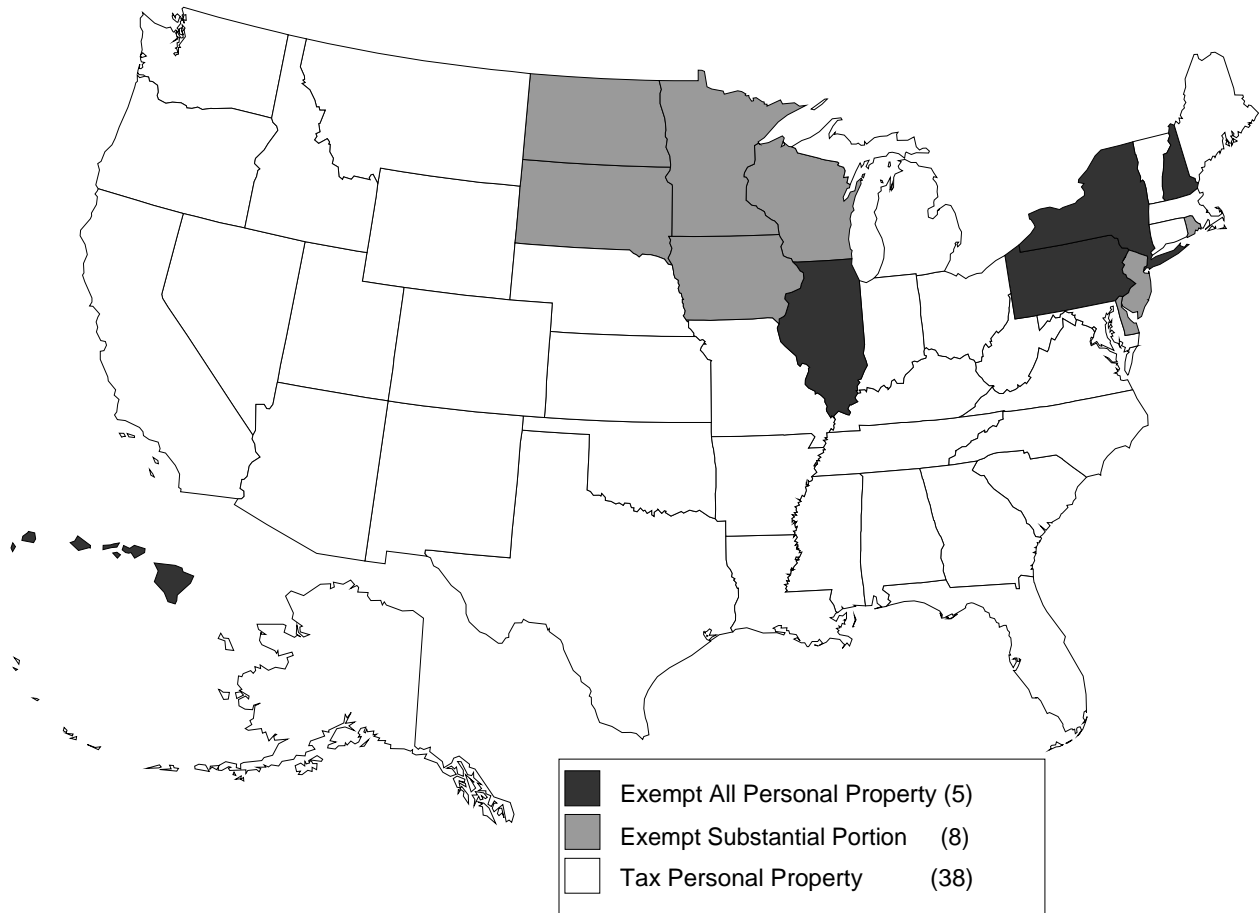 Exempt All Personal Property (5)
Exempt Substantial Portion (8)
Tax Personal Property (38)